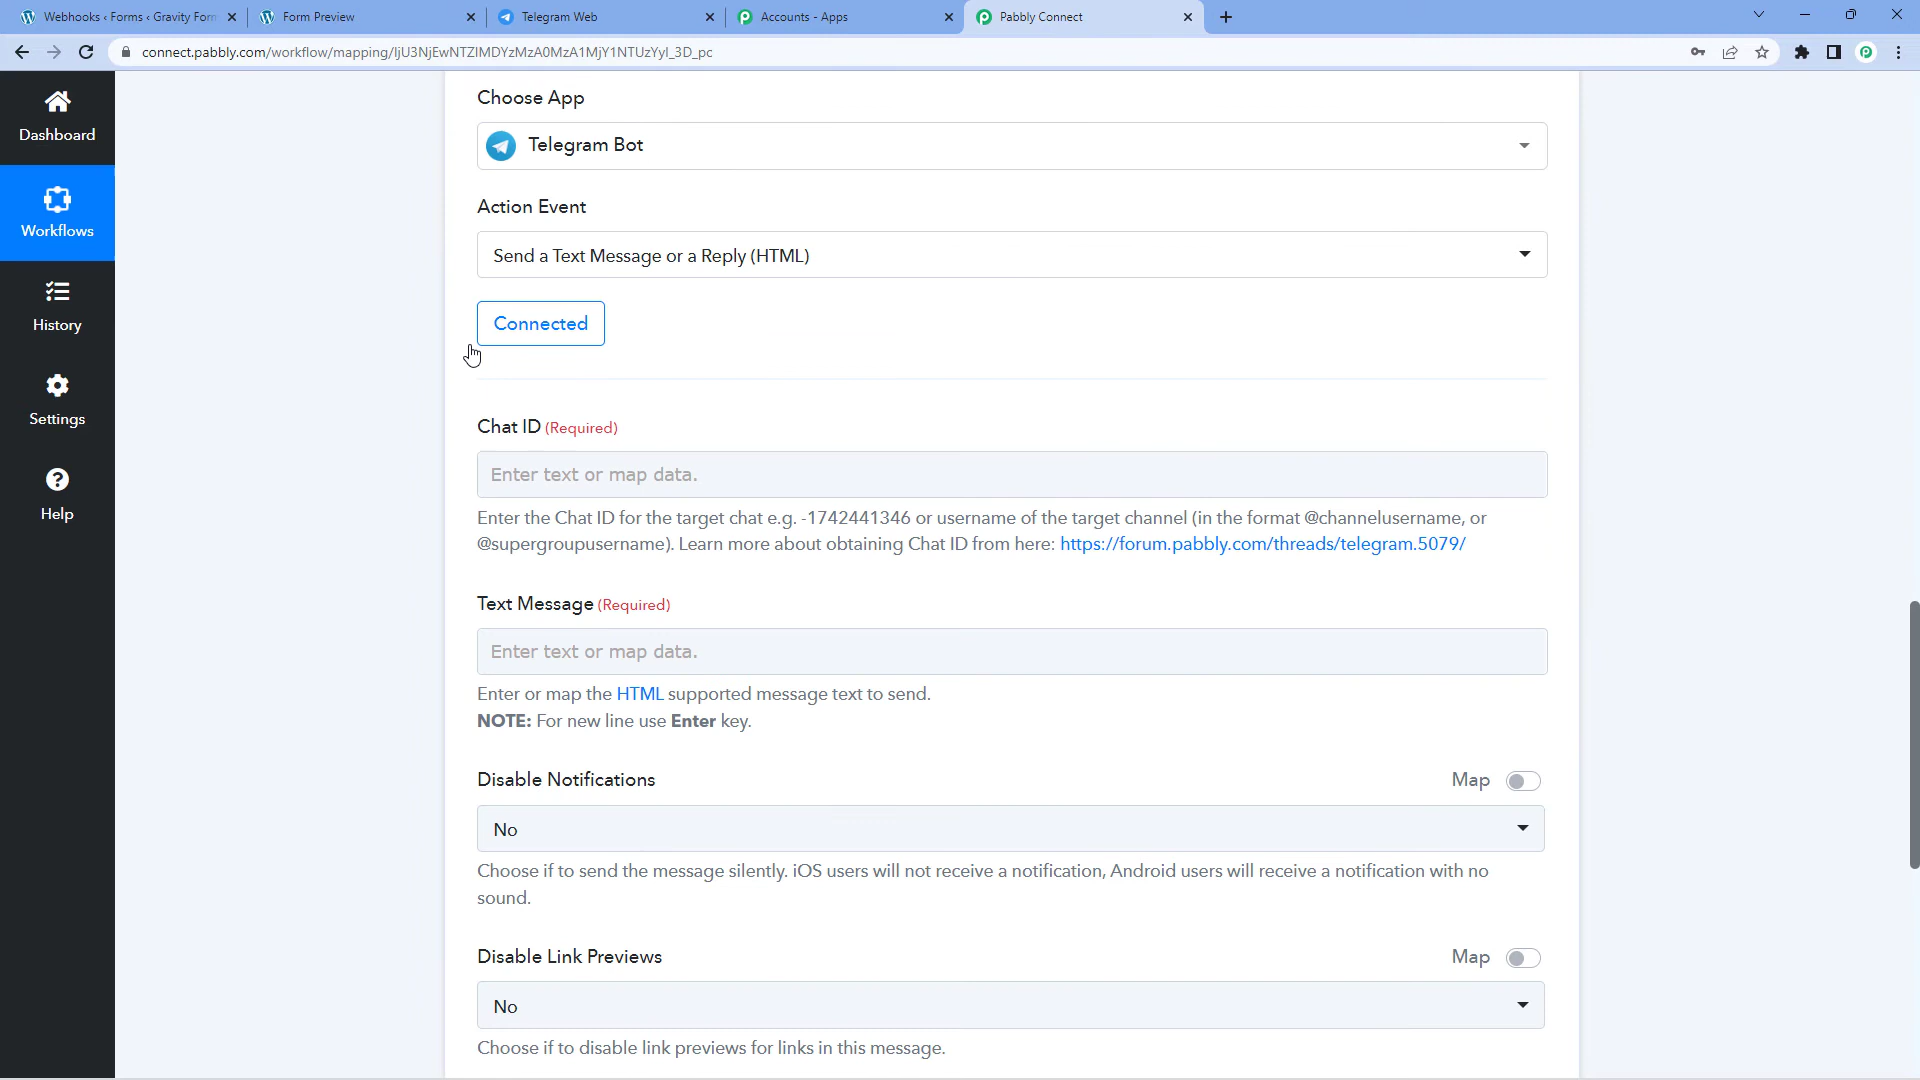 Webhooks ‹ Forms ‹ Gravity Form
Form Preview
Telegram Web
Accounts - Apps
Pabbly Connect
connect.pabbly.com/workflow/mapping/IjU3NjEwNTZlMDYzMzA0MzA1MjY1NTUzYyI_3D_pc
Dashboard
Workflows
History
Settings
Help
Choose App
Telegram Bot
Action Event
Send a Text Message or a Reply (HTML)
Connected
Chat ID (Required)
Enter text or map data.
Enter the Chat ID for the target chat e.g. -1742441346 or username of the target channel (in the format @channelusername, or
@supergroupusername). Learn more about obtaining Chat ID from here: https://forum.pabbly.com/threads/telegram.5079/
Text Message (Required)
Enter text or map data.
Enter or map the HTML supported message text to send.
NOTE: For new line use Enter key.
Disable Notifications
Map
No
Choose if to send the message silently. iOS users will not receive a notification, Android users will receive a notification with no
sound.
Disable Link Previews
Map
No
Choose if to disable link previews for links in this message.